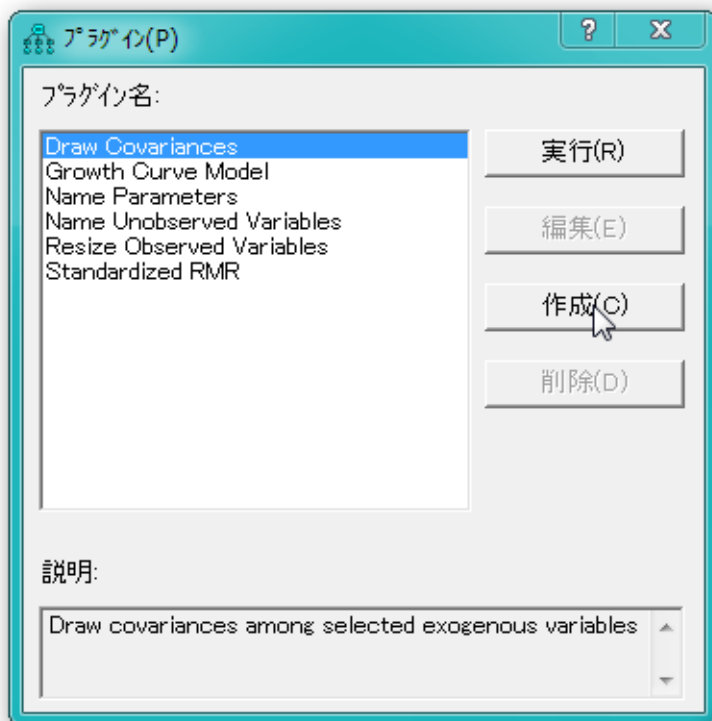 プラグイン(P)
プラグイン名:
Draw Covariances
Growth Curve Model
Name Parameters
Name Unobserved Variables
Resize Observed Variables
Standardized RMR
実行(R)
編集(E)
作成(C)
削除(D)
説明:
Draw covariances among selected exogenous variables